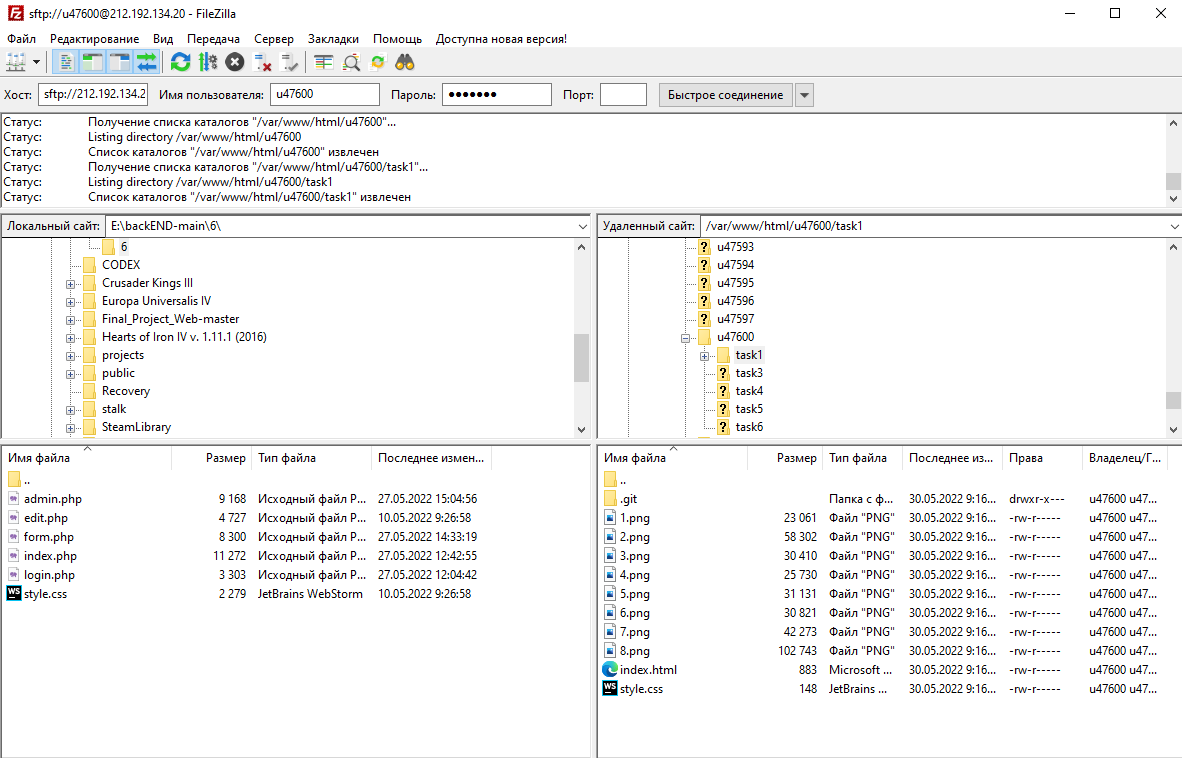 sftp://u47600@212.192.134.20 - FileZilla
Файл Редактирование Вид Передача Сервер Закладки Помощь Доступна новая версия!
Хост: sftp://212.192.134.2 Имя пользователя: u47600 Пароль: ●●●●●●● Порт: Быстрое соединение
Статус: Получение списка каталогов "/var/www/html/u47600"...
Статус: Listing directory /var/www/html/u47600
Статус: Список каталогов "/var/www/html/u47600" извлечен
Статус: Получение списка каталогов "/var/www/html/u47600/task1"...
Статус: Listing directory /var/www/html/u47600/task1
Статус: Список каталогов "/var/www/html/u47600/task1" извлечен
Локальный сайт: E:\backEND-main\6\
6
CODEX
Crusader Kings III
Europa Universalis IV
Final_Project_Web-master
Hearts of Iron IV v. 1.11.1 (2016)
projects
public
Recovery
stalk
SteamLibrary
Удаленный сайт: /var/www/html/u47600/task1
u47593
u47594
u47595
u47596
u47597
u47600
task1
task3
task4
task5
task6
Имя файла Размер Тип файла Последнее измен...
..
admin.php 9 168 Исходный файл P... 27.05.2022 15:04:56
edit.php 4 727 Исходный файл P... 10.05.2022 9:26:58
form.php 8 300 Исходный файл P... 27.05.2022 14:33:19
index.php 11 272 Исходный файл P... 27.05.2022 12:42:55
login.php 3 303 Исходный файл P... 27.05.2022 12:04:42
WS style.css 2 279 JetBrains WebStorm 10.05.2022 9:26:58
Имя файла Размер Тип файла Последнее из... Права Владелец/Г...
..
.git Папка с ф... 30.05.2022 9:16... drwxr-x--- u47600 u47...
1.png 23 061 Файл "PNG" 30.05.2022 9:16... -rw-r----- u47600 u47...
2.png 58 302 Файл "PNG" 30.05.2022 9:16... -rw-r----- u47600 u47...
3.png 30 410 Файл "PNG" 30.05.2022 9:16... -rw-r----- u47600 u47...
4.png 25 730 Файл "PNG" 30.05.2022 9:16... -rw-r----- u47600 u47...
5.png 31 131 Файл "PNG" 30.05.2022 9:16... -rw-r----- u47600 u47...
6.png 30 821 Файл "PNG" 30.05.2022 9:16... -rw-r----- u47600 u47...
7.png 42 273 Файл "PNG" 30.05.2022 9:16... -rw-r----- u47600 u47...
8.png 102 743 Файл "PNG" 30.05.2022 9:16... -rw-r----- u47600 u47...
index.html 883 Microsoft ... 30.05.2022 9:16... -rw-r----- u47600 u47...
WS style.css 148 JetBrains ... 30.05.2022 9:16... -rw-r----- u47600 u47...